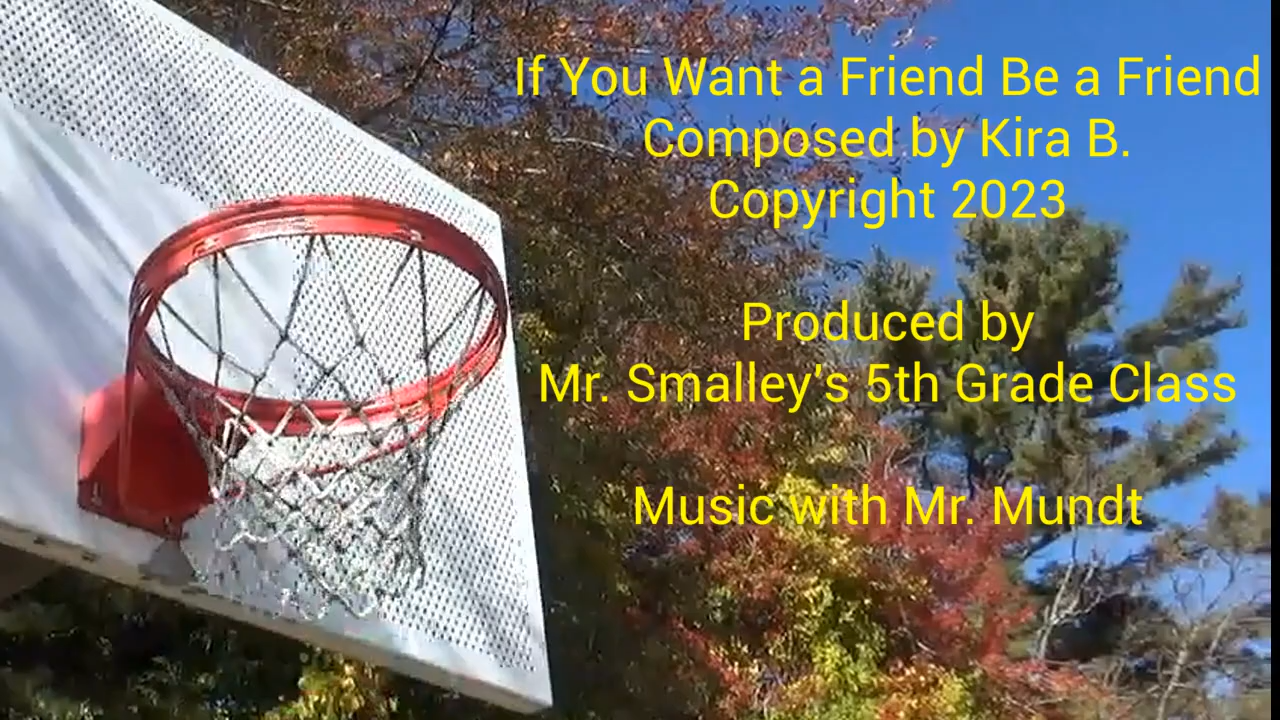 If You Want a Friend Be a Friend
Composed by Kira B.
Copyright 2023
Produced by
Mr. Smalley's 5th Grade Class
Music with Mr. Mundt